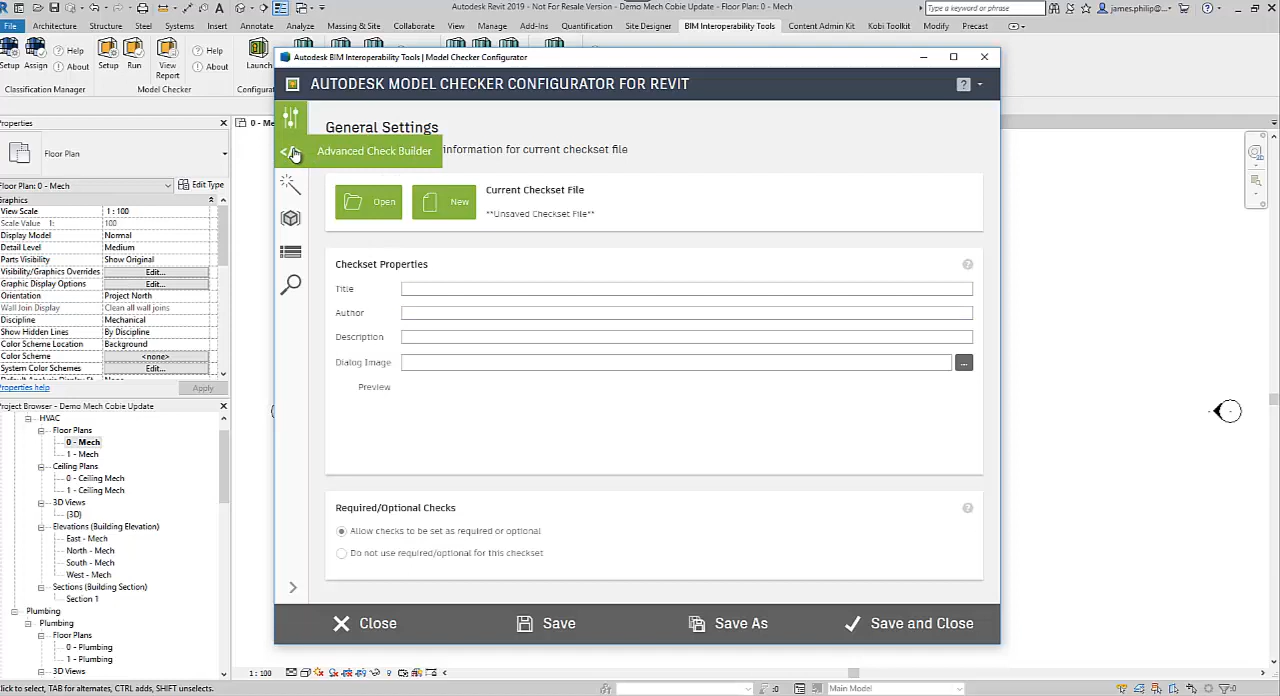 Autodesk Revit 2019 - Not For Resale Version - Demo Mech Cobie Update - Floor Plan: 0 - Mech
Type a keyword or phrase
james.philip@...
File Architecture Structure Steel Systems Insert Annotate Analyze Massing & Site Collaborate View Manage Add-Ins Quantification Site Designer BIM Interoperability Tools Content Admin Kit Kobi Toolkit Modify Precast
Setup Assign Help About Setup Run View Report Help About Launch
Classification Manager Model Checker
Autodesk BIM Interoperability Tools | Model Checker Configurator
AUTODESK MODEL CHECKER CONFIGURATOR FOR REVIT
General Settings
Advanced Check Builder
information for current checkset file
Open
New
Current Checkset File
**Unsaved Checkset File**
Checkset Properties
Title
Author
Description
Dialog Image
...
Preview
Required/Optional Checks
Allow checks to be set as required or optional
Do not use required/optional for this checkset
Close
Save
Save As
Save and Close
Properties
Floor Plan
Floor Plan: 0 - Mech
Edit Type
Graphics
View Scale 1 : 100
Scale Value 1: 100
Display Model Normal
Detail Level Medium
Parts Visibility Show Original
Visibility/Graphics Overrides Edit...
Graphic Display Options Edit...
Orientation Project North
Wall Join Display Clean all wall joins
Discipline Mechanical
Show Hidden Lines By Discipline
Color Scheme Location Background
Color Scheme <none>
System Color Schemes Edit...
Properties help
Apply
Project Browser - Demo Mech Cobie Update
HVAC
Floor Plans
0 - Mech
1 - Mech
Ceiling Plans
0 - Ceiling Mech
1 - Ceiling Mech
3D Views
(3D)
Elevations (Building Elevation)
East - Mech
North - Mech
South - Mech
West - Mech
Sections (Building Section)
Section 1
Plumbing
Plumbing
Floor Plans
0 - Plumbing
1 - Plumbing
3D Views
1 : 100
Click to select, TAB for alternates, CTRL adds, SHIFT unselects.
:0
Main Model
:0